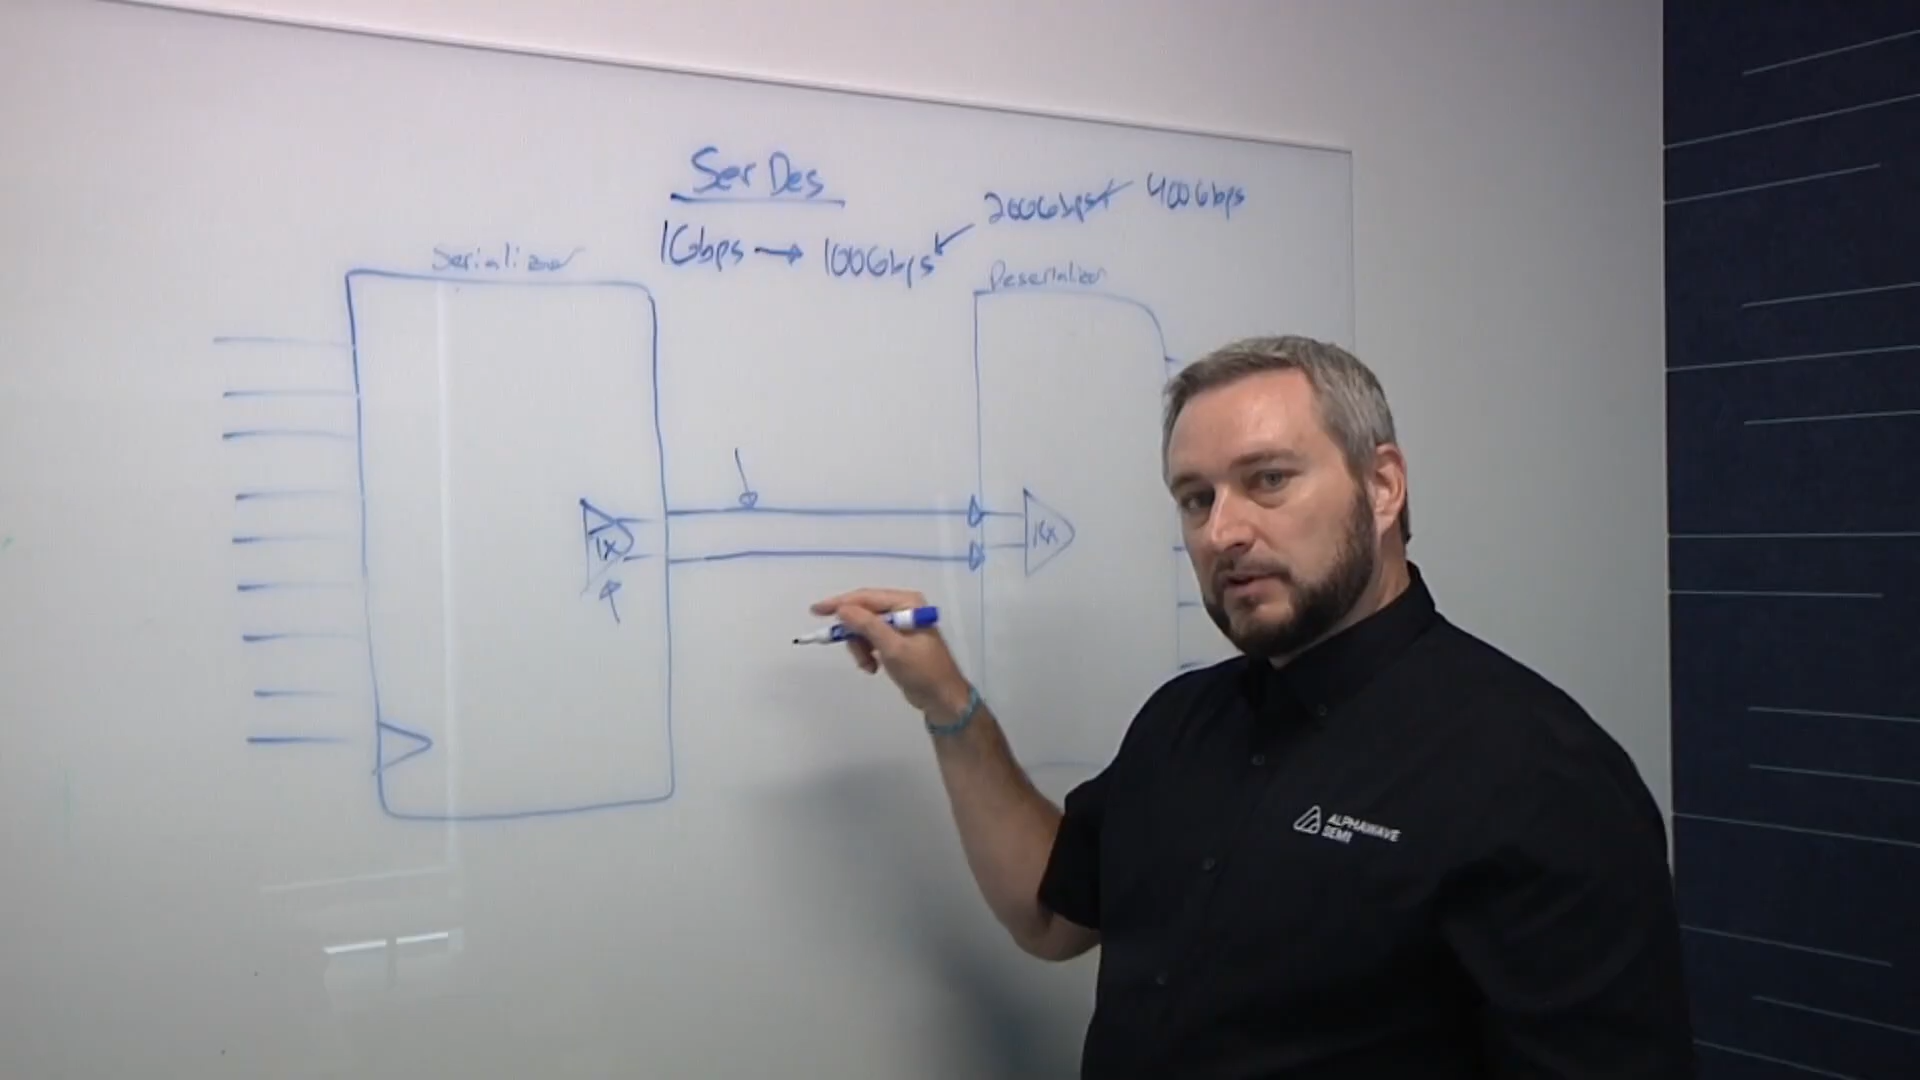 SerDes
1Gbps → 100Gbps
200Gbps
400Gbps
Serializer
Deserializer
TX
RX
ALPHAWAVE
SEMI